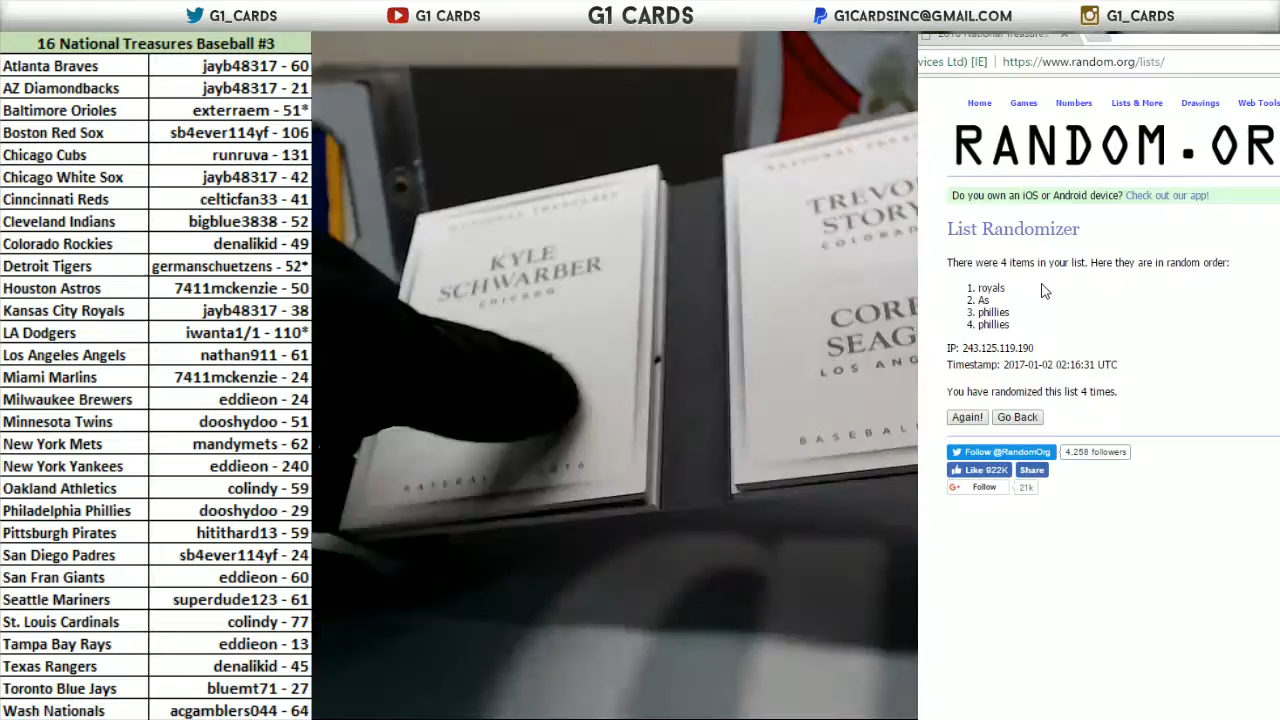 G1_CARDS
G1 CARDS
G1 CARDS
G1CARDSINC@GMAIL.COM
G1_CARDS
16 National Treasures Baseball #3
Atlanta Braves jayb48317 - 60
AZ Diamondbacks jayb48317 - 21
Baltimore Orioles exterraem - 51*
Boston Red Sox sb4ever114yf - 106
Chicago Cubs runruva - 131
Chicago White Sox jayb48317 - 42
Cinncinnati Reds celticfan33 - 41
Cleveland Indians bigblue3838 - 52
Colorado Rockies denalikid - 49
Detroit Tigers germanschuetzens - 52*
Houston Astros 7411mckenzie - 50
Kansas City Royals jayb48317 - 38
LA Dodgers iwanta1/1 - 110*
Los Angeles Angels nathan911 - 61
Miami Marlins 7411mckenzie - 24
Milwaukee Brewers eddieon - 24
Minnesota Twins dooshydoo - 51
New York Mets mandymets - 62
New York Yankees eddieon - 240
Oakland Athletics colindy - 59
Philadelphia Phillies dooshydoo - 29
Pittsburgh Pirates hitithard13 - 59
San Diego Padres sb4ever114yf - 24
San Fran Giants eddieon - 60
Seattle Mariners superdude123 - 61
St. Louis Cardinals colindy - 77
Tampa Bay Rays eddieon - 13
Texas Rangers denalikid - 45
Toronto Blue Jays bluemt71 - 27
Wash Nationals acgamblers044 - 64
NATIONAL TREASURES
KYLE
SCHWARBER
CHICAGO
TREVO
STORY
COLORA
CORE
SEAG
LOS ANG
BASEBALL
vices Ltd) [IE] https://www.random.org/lists/
Home Games Numbers Lists & More Drawings Web Tools
RANDOM.OR
Do you own an iOS or Android device? Check out our app!
List Randomizer
There were 4 items in your list. Here they are in random order:
1. royals
2. As
3. phillies
4. phillies
IP: 243.125.119.190
Timestamp: 2017-01-02 02:16:31 UTC
You have randomized this list 4 times.
Again! Go Back
Follow @RandomOrg 4,258 followers
Like 922K Share
G+ Follow 21k